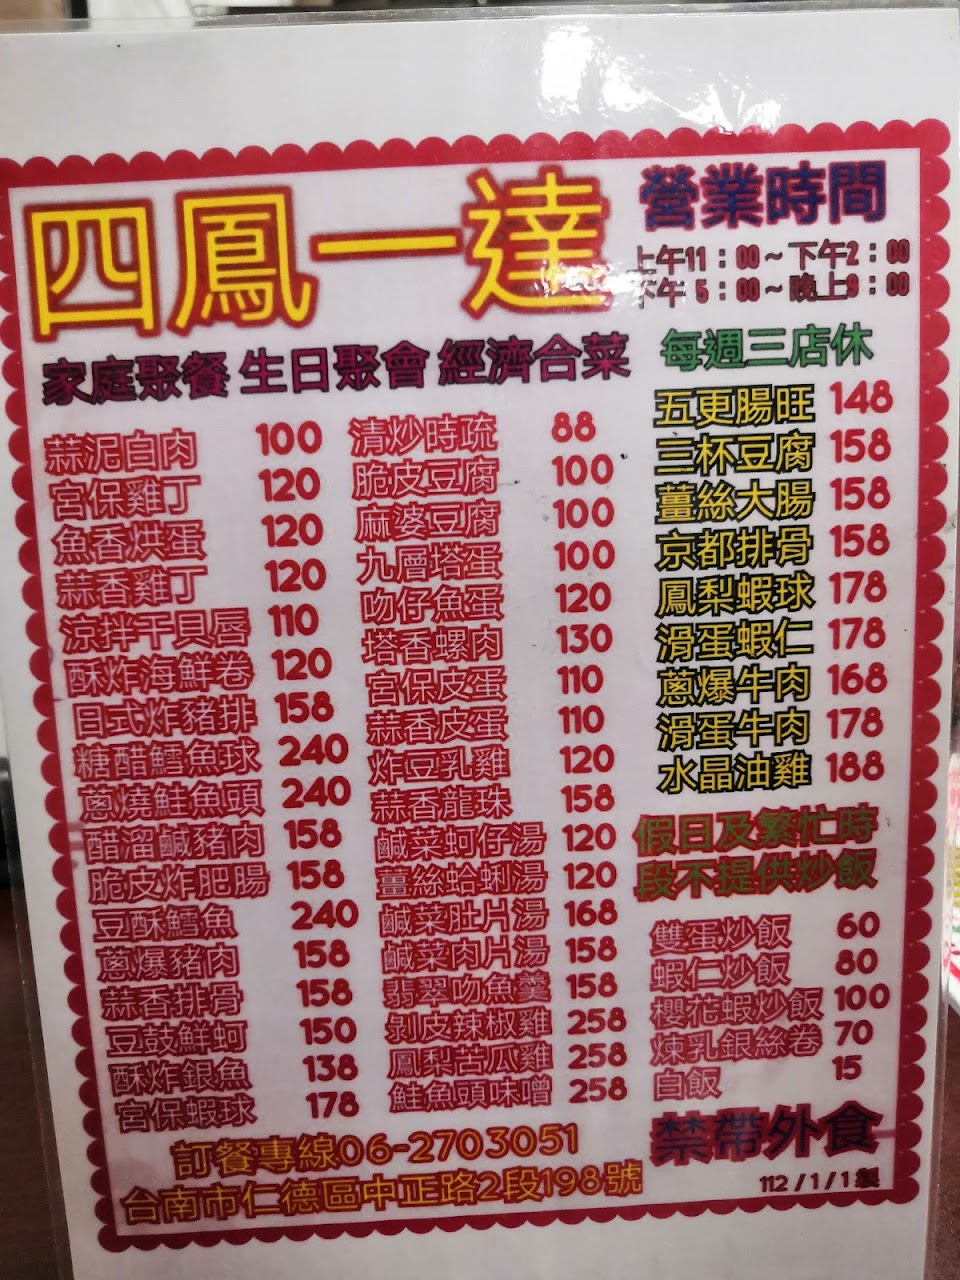 四鳳一達
營業時間
上午11：00～下午2：00
下午 5：00～晚上9：00
家庭聚餐 生日聚會 經濟合菜
每週三店休
蒜泥白肉 100
宮保雞丁 120
魚香烘蛋 120
蒜香雞丁 120
涼拌干貝唇 110
酥炸海鮮卷 120
日式炸豬排 158
糖醋鱈魚球 240
蔥燒鮭魚頭 240
醋溜鹹豬肉 158
脆皮炸肥腸 158
豆酥鱈魚 240
蔥爆豬肉 158
蒜香排骨 158
豆鼓鮮蚵 150
酥炸銀魚 138
宮保蝦球 178
清炒時疏 88
脆皮豆腐 100
麻婆豆腐 100
九層塔蛋 100
吻仔魚蛋 120
塔香螺肉 130
宮保皮蛋 110
蒜香皮蛋 110
炸豆乳雞 120
蒜香龍珠 158
鹹菜蚵仔湯 120
薑絲蛤蜊湯 120
鹹菜肚片湯 168
鹹菜肉片湯 158
翡翠吻魚羹 158
剝皮辣椒雞 258
鳳梨苦瓜雞 258
鮭魚頭味噌 258
五更腸旺 148
三杯豆腐 158
薑絲大腸 158
京都排骨 158
鳳梨蝦球 178
滑蛋蝦仁 178
蔥爆牛肉 168
滑蛋牛肉 178
水晶油雞 188
假日及繁忙時
段不提供炒飯
雙蛋炒飯 60
蝦仁炒飯 80
櫻花蝦炒飯 100
煉乳銀絲卷 70
白飯 15
訂餐專線06-2703051
台南市仁德區中正路2段198號
禁帶外食
112/1/1製